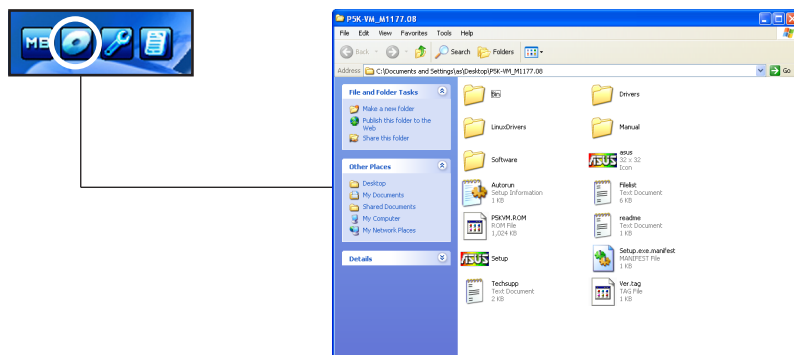 MB
P5K-VM_M1177.08
File Edit View Favorites Tools Help
Back Search Folders
Address C:\Documents and Settings\as\Desktop\P5K-VM_M1177.08 Go
File and Folder Tasks
Make a new folder
Publish this folder to the
Web
Share this folder
Other Places
Desktop
My Documents
Shared Documents
My Computer
My Network Places
Details
Bin
Drivers
LinuxDrivers
Manual
Software
ASUS
asus
32 x 32
Icon
Autorun
Setup Information
1 KB
Filelist
Text Document
6 KB
P5KVM.ROM
ROM File
1,024 KB
readme
Text Document
1 KB
ASUS
Setup
Setup.exe.manifest
MANIFEST File
1 KB
Techsupp
Text Document
2 KB
Ver.tag
TAG File
1 KB